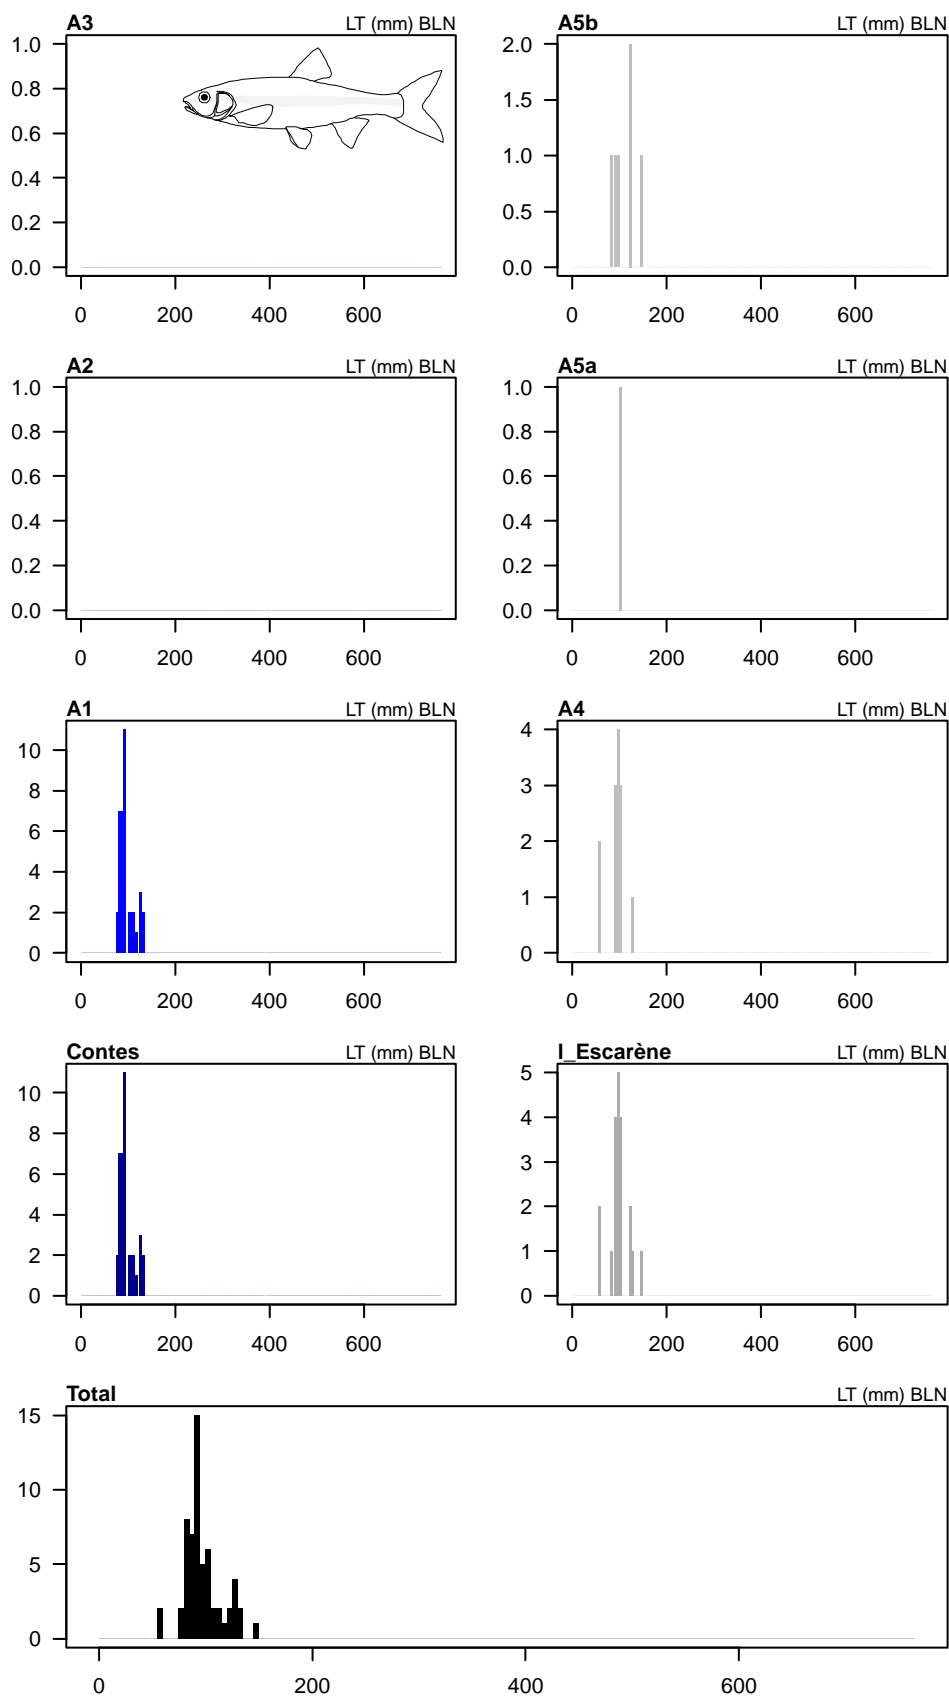 A3 LT (mm) BLN
1.0
0.8
0.6
0.4
0.2
0.0
0 200 400 600
A5b LT (mm) BLN
2.0
1.5
1.0
0.5
0.0
0 200 400 600
A2 LT (mm) BLN
1.0
0.8
0.6
0.4
0.2
0.0
0 200 400 600
A5a LT (mm) BLN
1.0
0.8
0.6
0.4
0.2
0.0
0 200 400 600
A1 LT (mm) BLN
10
8
6
4
2
0
0 200 400 600
A4 LT (mm) BLN
4
3
2
1
0
0 200 400 600
Contes LT (mm) BLN
10
8
6
4
2
0
0 200 400 600
l_Escarène LT (mm) BLN
5
4
3
2
1
0
0 200 400 600
Total LT (mm) BLN
15
10
5
0
0 200 400 600